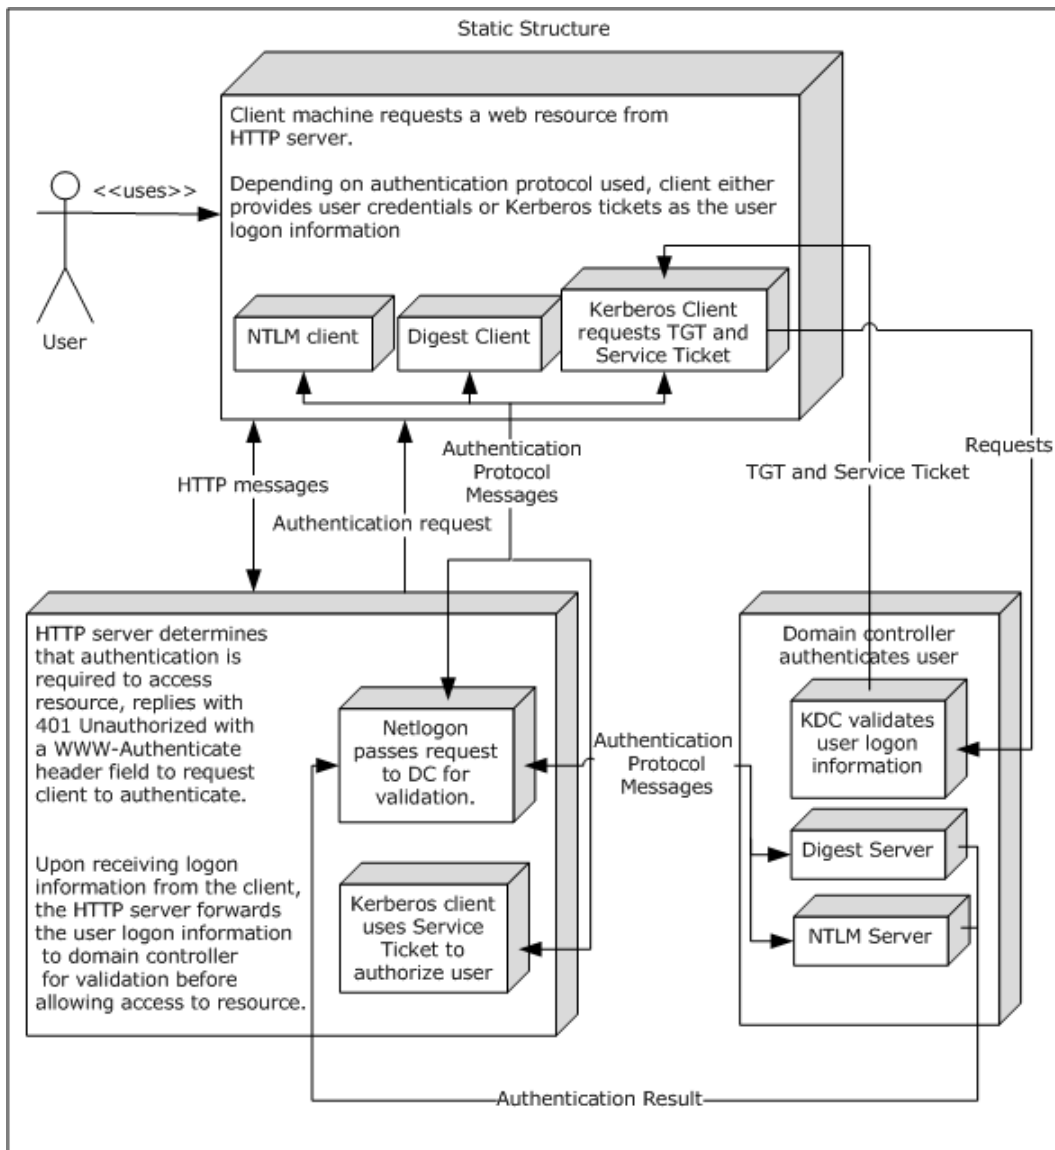 Static Structure
Client machine requests a web resource from
HTTP server.
Depending on authentication protocol used, client either
provides user credentials or Kerberos tickets as the user
logon information
<<uses>>
User
NTLM client
Digest Client
Kerberos Client
requests TGT and
Service Ticket
HTTP messages
Authentication request
Authentication
Protocol
Messages
TGT and Service Ticket
Requests
HTTP server determines
that authentication is
required to access
resource, replies with
401 Unauthorized with
a WWW-Authenticate
header field to request
client to authenticate.
Upon receiving logon
information from the client,
the HTTP server forwards
the user logon information
to domain controller
for validation before
allowing access to resource.
Netlogon
passes request
to DC for
validation.
Kerberos client
uses Service
Ticket to
authorize user
Authentication
Protocol
Messages
Domain controller
authenticates user
KDC validates
user logon
information
Digest Server
NTLM Server
Authentication Result